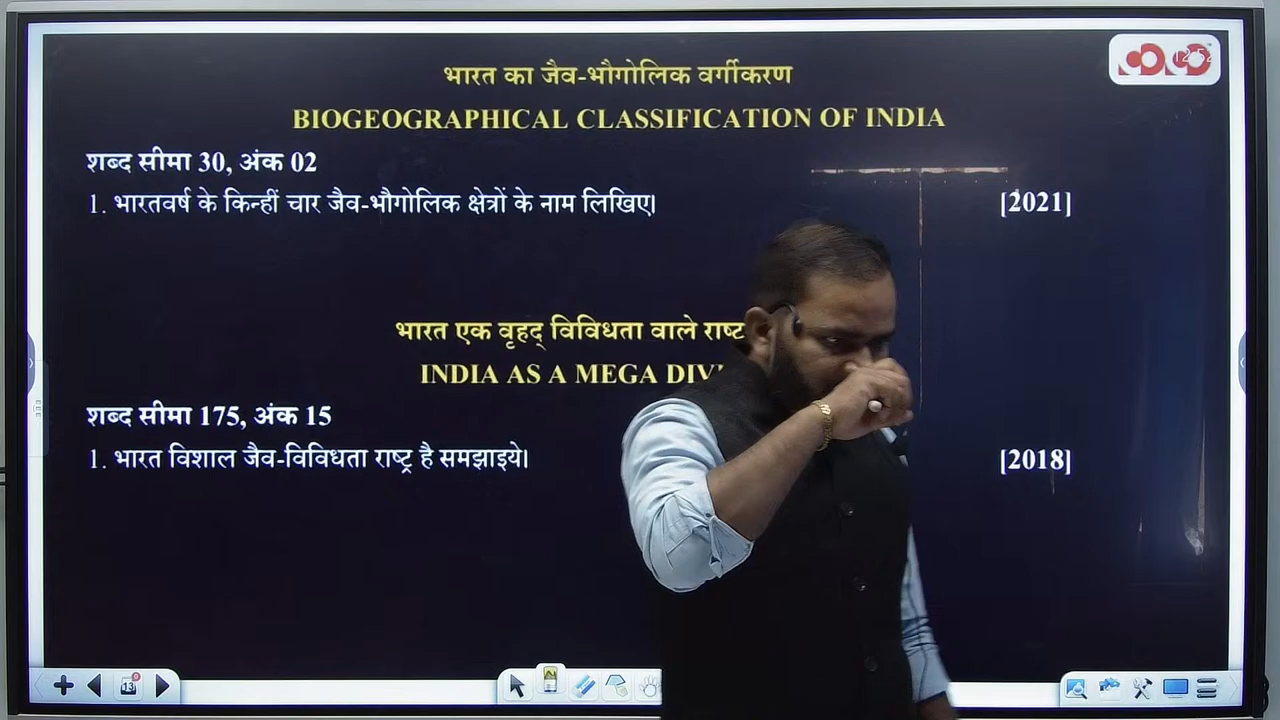 भारत का जैव-भौगोलिक वर्गीकरण
BIOGEOGRAPHICAL CLASSIFICATION OF INDIA
शब्द सीमा 30, अंक 02
1. भारतवर्ष के किन्हीं चार जैव-भौगोलिक क्षेत्रों के नाम लिखिए। [2021]
भारत एक वृहद् विविधता वाले
INDIA AS A MEGA
शब्द सीमा 175, अंक 15
1. भारत विशाल जैव-विविधता राष्ट्र है समझाइये। [2018]
13